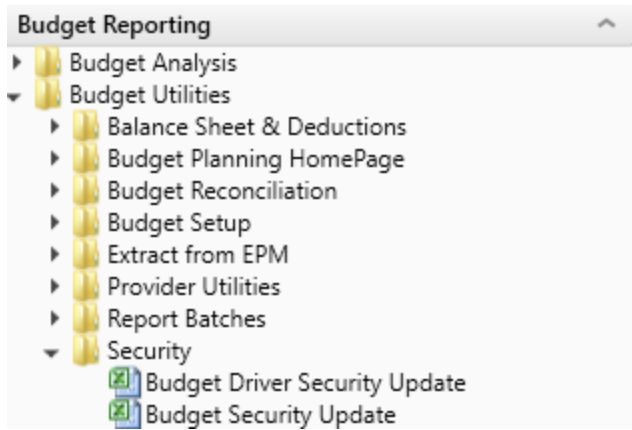 Budget Reporting
Budget Analysis
Budget Utilities
Balance Sheet & Deductions
Budget Planning HomePage
Budget Reconciliation
Budget Setup
Extract from EPM
Provider Utilities
Report Batches
Security
Budget Driver Security Update
Budget Security Update